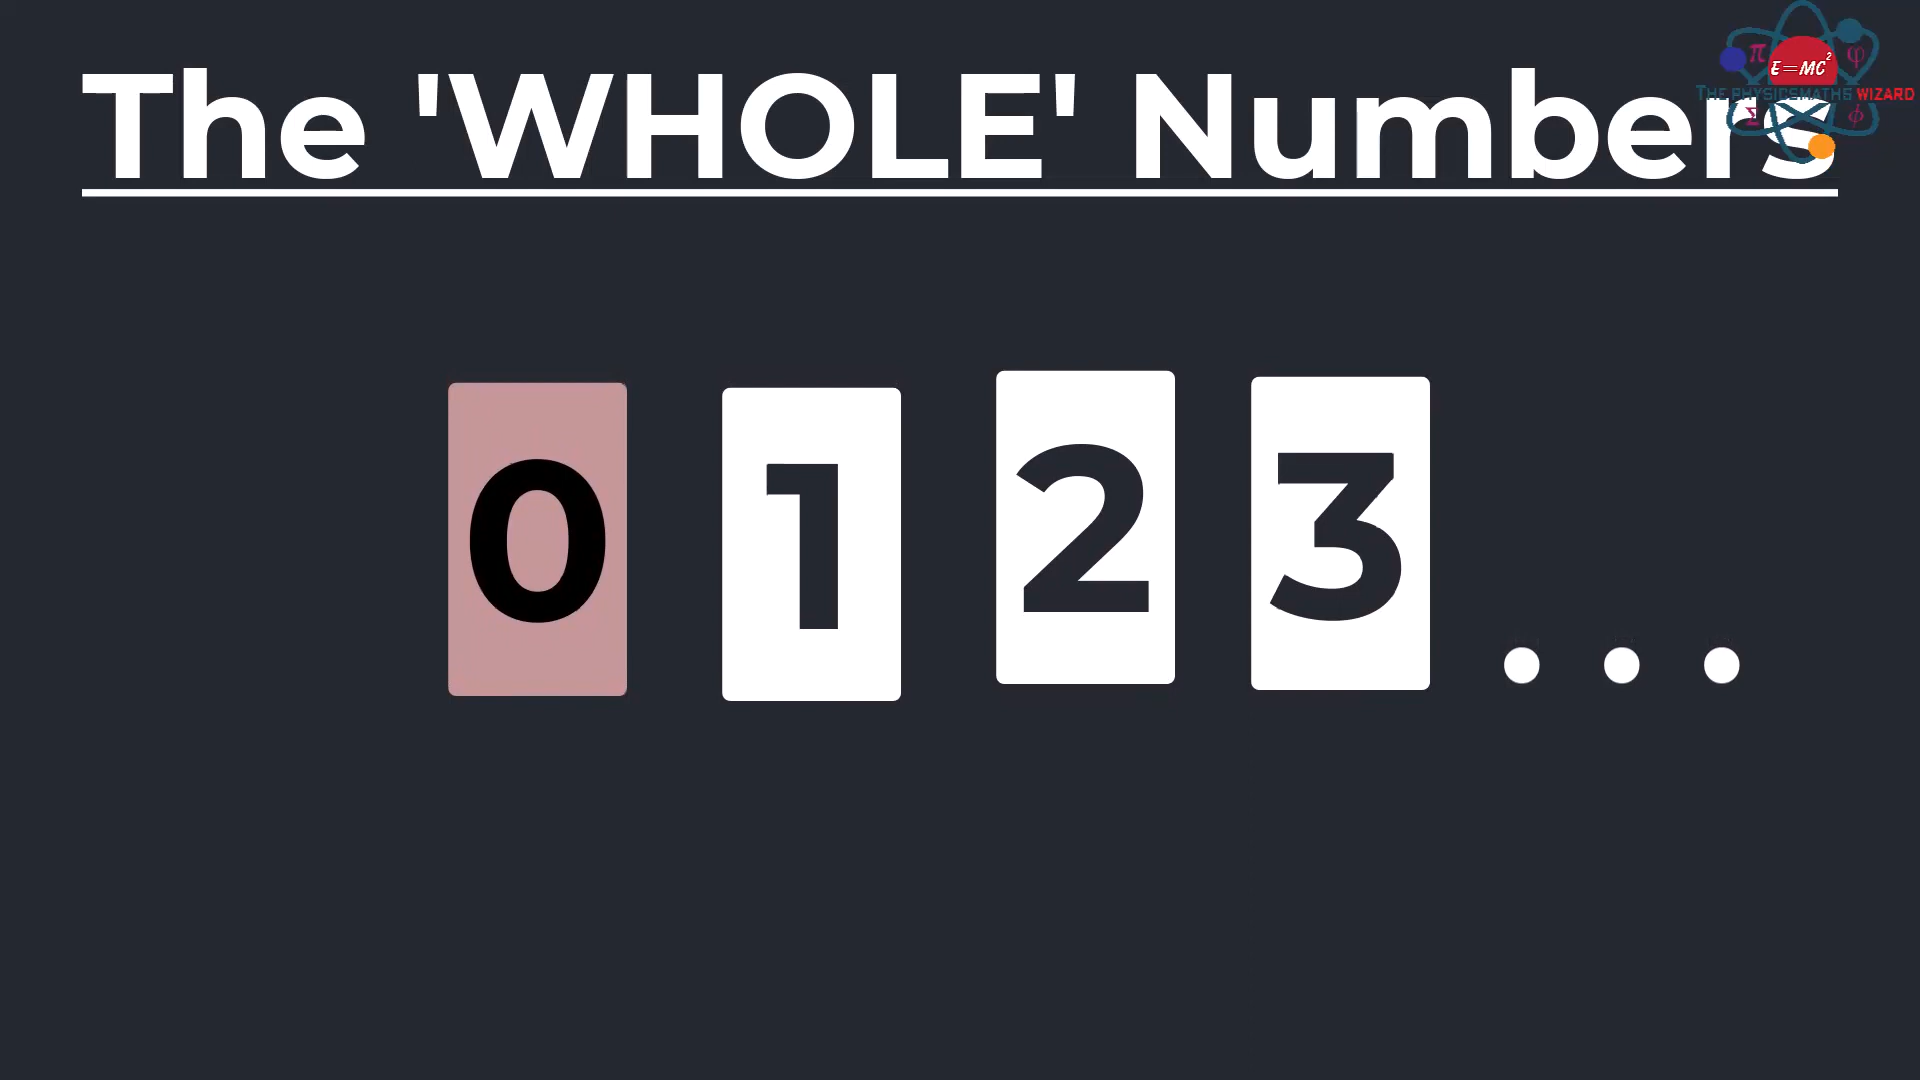 The 'WHOLE' Numbers
π φ
E=MC²
THE PHYSICSMATHS WIZARD
Σ ϕ
0 1 2 3 . . .